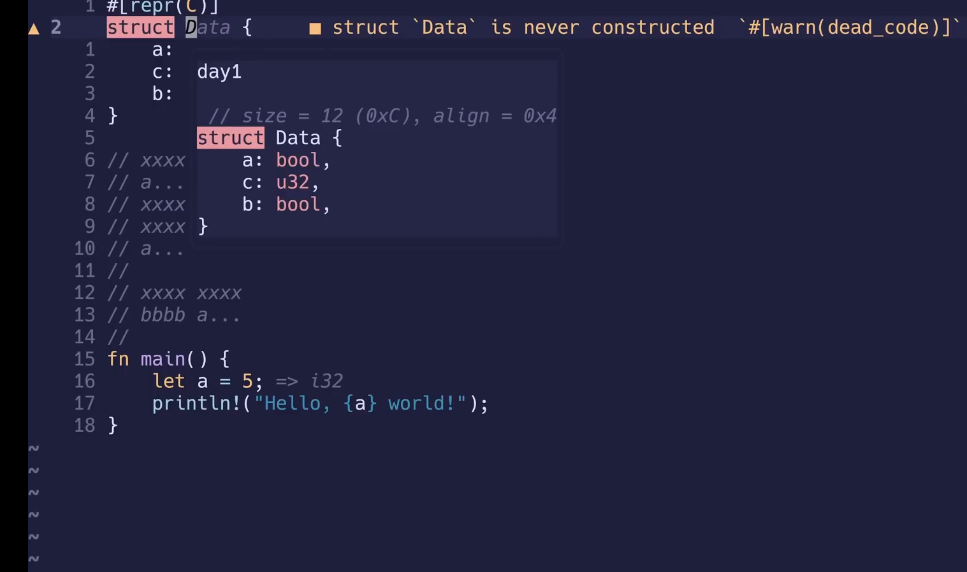 1 #[repr(C)]
▲ 2 struct Data { ■ struct `Data` is never constructed `#[warn(dead_code)]`
1 a:
2 c:
3 b:
4 }
5
6 // xxxx
7 // a...
8 // xxxx
9 // xxxx
10 // a...
11 //
12 // xxxx xxxx
13 // bbbb a...
14 //
15 fn main() {
16 let a = 5; => i32
17 println!("Hello, {a} world!");
18 }
~
~
~
~
~
~
day1
// size = 12 (0xC), align = 0x4
struct Data {
a: bool,
c: u32,
b: bool,
}